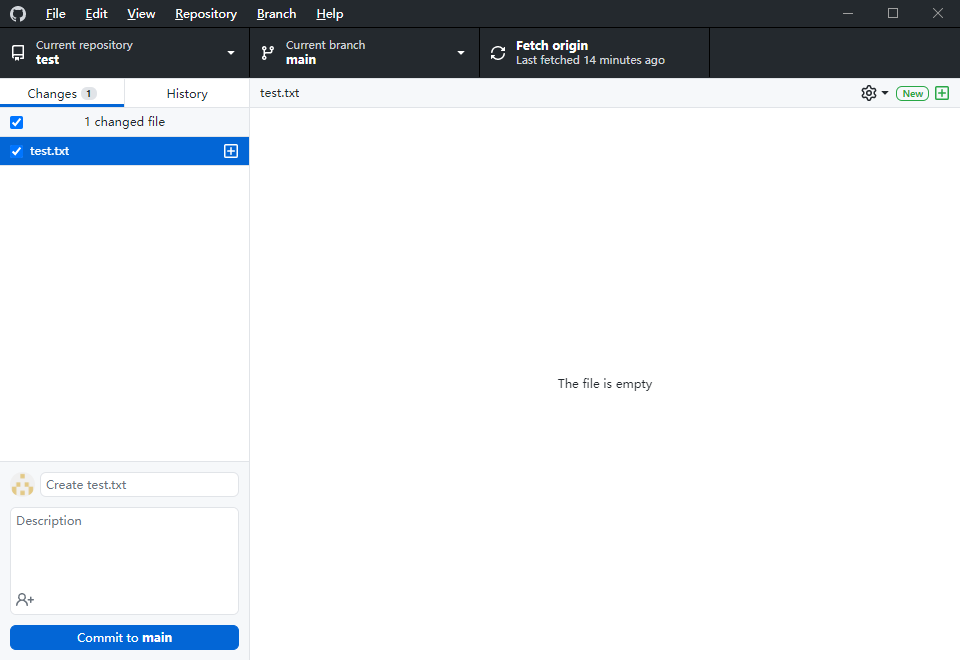 File Edit View Repository Branch Help
Current repository
test
Current branch
main
Fetch origin
Last fetched 14 minutes ago
Changes 1
History
test.txt
New
1 changed file
test.txt
The file is empty
Create test.txt
Description
Commit to main